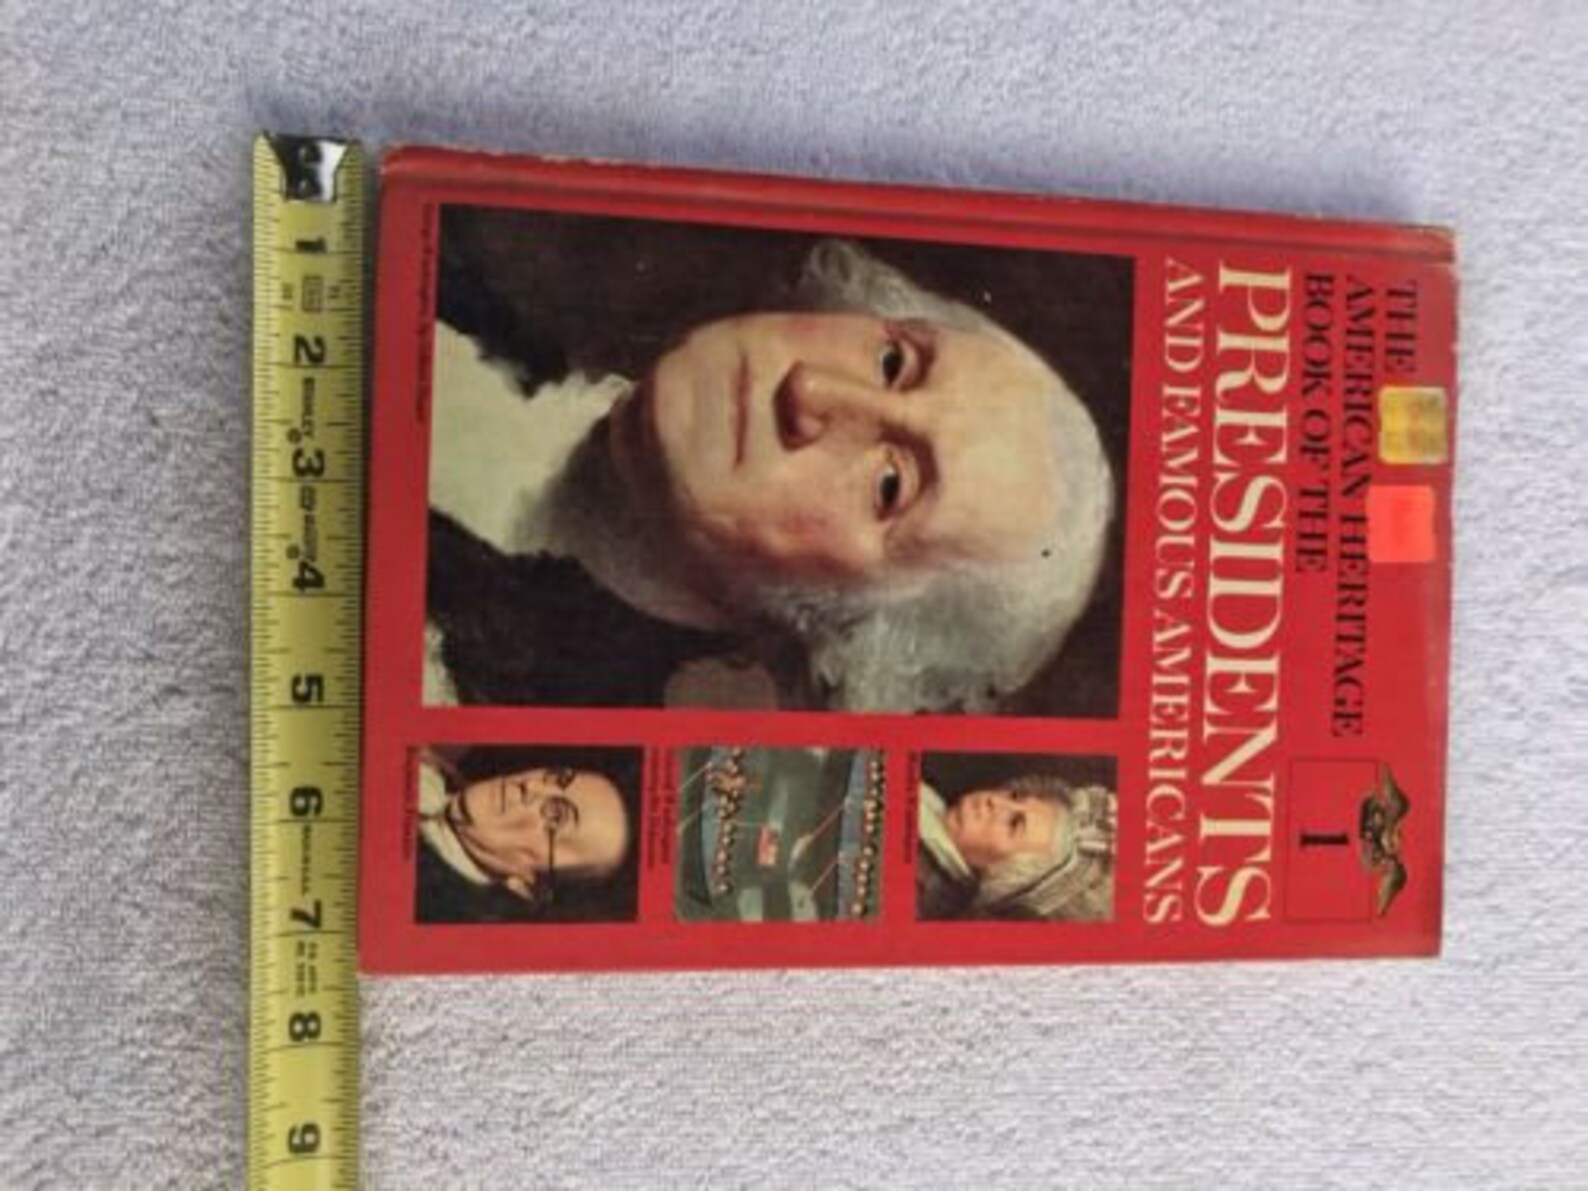 THE
AMERICAN HERITAGE
BOOK OF THE
PRESIDENTS
AND FAMOUS AMERICANS
1
1
2
3
4
5
6
7
8
9